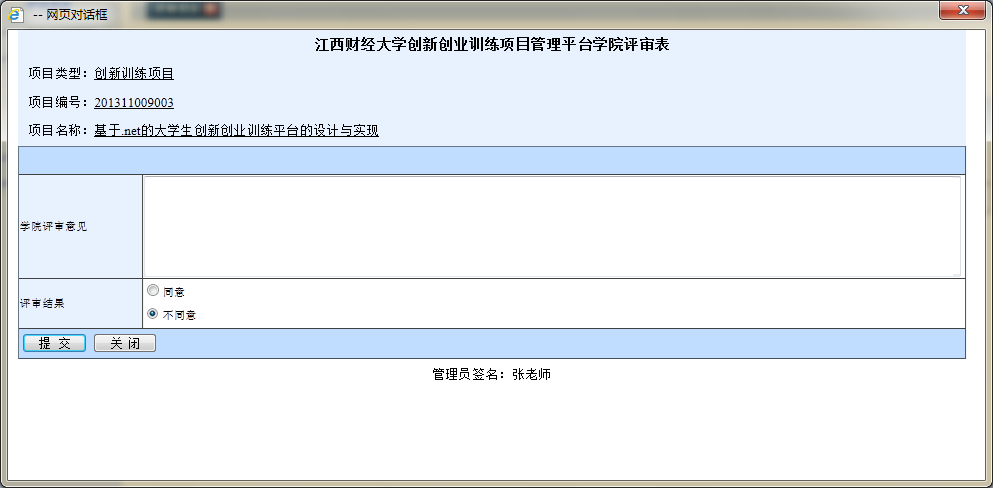 -- 网页对话框
江西财经大学创新创业训练项目管理平台学院评审表
项目类型：创新训练项目
项目编号：201311009003
项目名称：基于.net的大学生创新创业训练平台的设计与实现
学院评审意见
同意
评审结果
不同意
提 交 关 闭
管理员签名：张老师